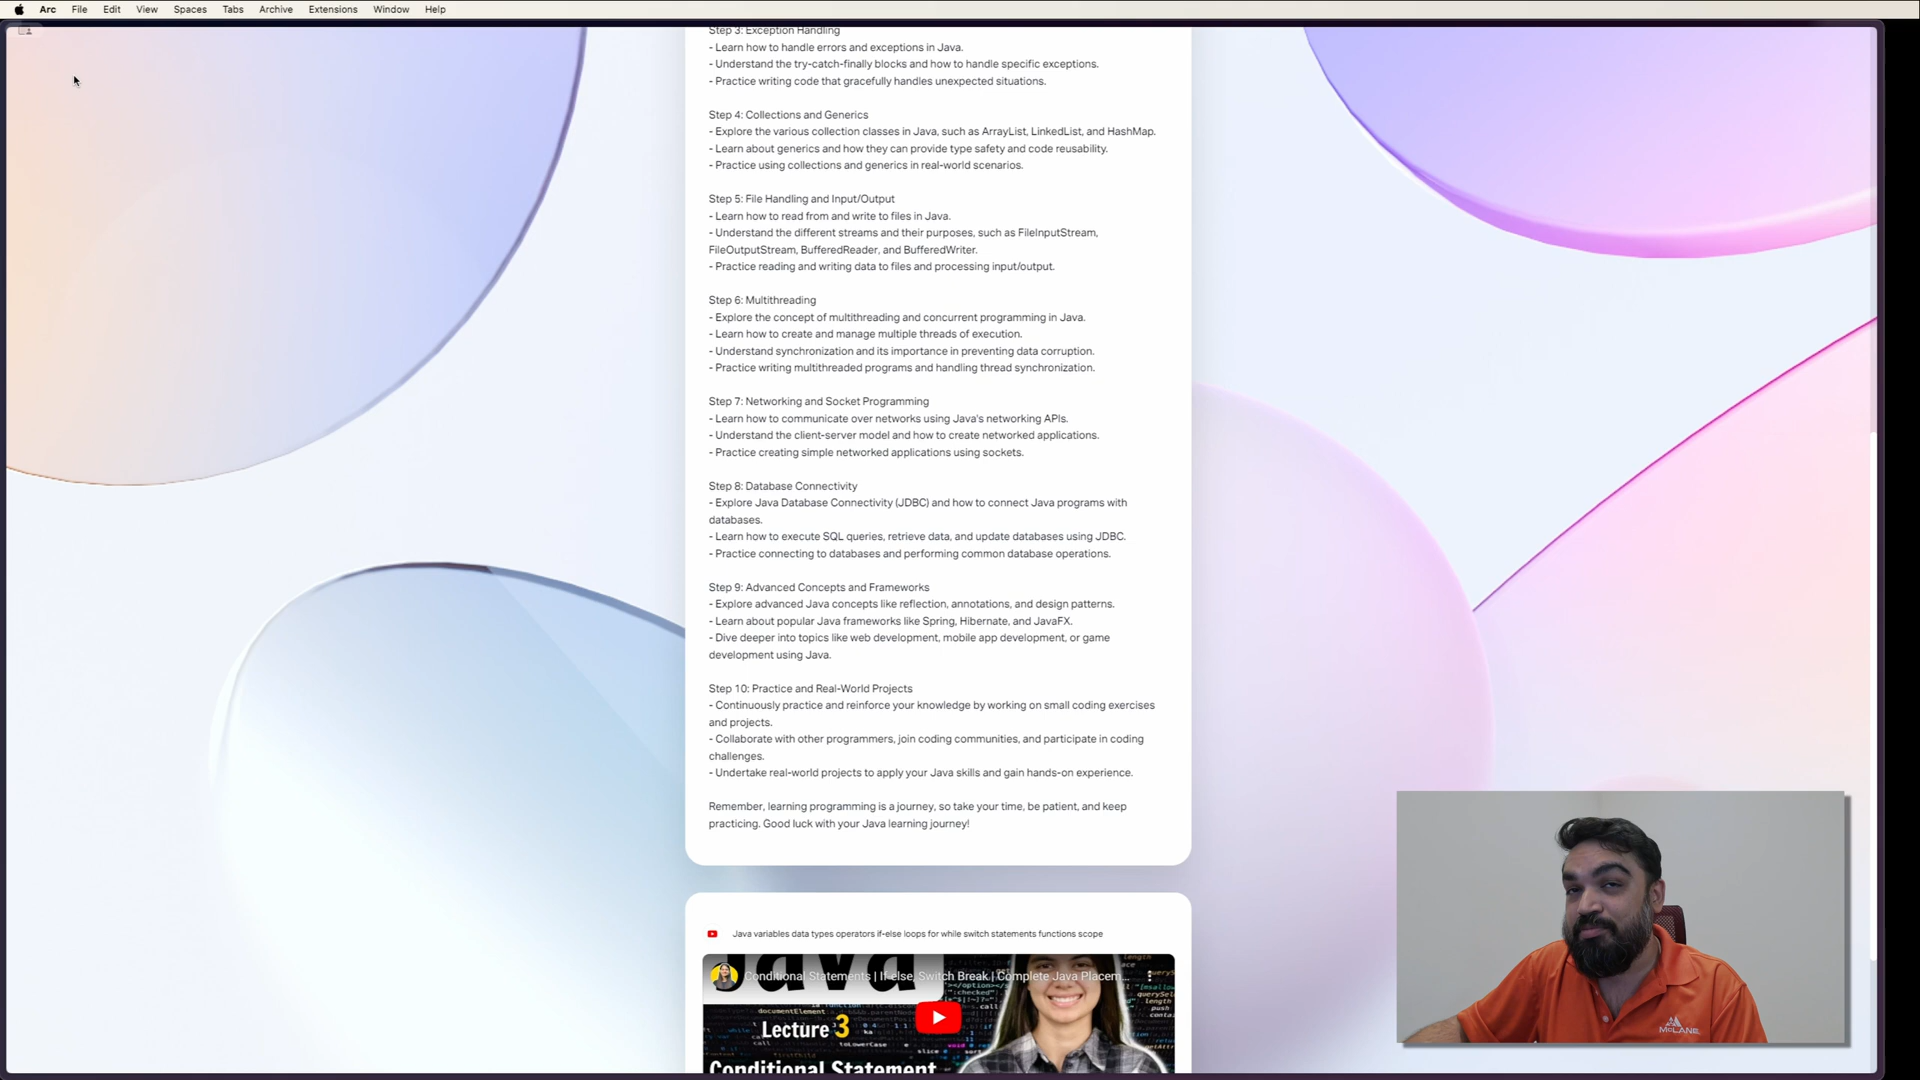 Arc File Edit View Spaces Tabs Archive Extensions Window Help
Step 3: Exception Handling
- Learn how to handle errors and exceptions in Java.
- Understand the try-catch-finally blocks and how to handle specific exceptions.
- Practice writing code that gracefully handles unexpected situations.
Step 4: Collections and Generics
- Explore the various collection classes in Java, such as ArrayList, LinkedList, and HashMap.
- Learn about generics and how they can provide type safety and code reusability.
- Practice using collections and generics in real-world scenarios.
Step 5: File Handling and Input/Output
- Learn how to read from and write to files in Java.
- Understand the different streams and their purposes, such as FileInputStream,
FileOutputStream, BufferedReader, and BufferedWriter.
- Practice reading and writing data to files and processing input/output.
Step 6: Multithreading
- Explore the concept of multithreading and concurrent programming in Java.
- Learn how to create and manage multiple threads of execution.
- Understand synchronization and its importance in preventing data corruption.
- Practice writing multithreaded programs and handling thread synchronization.
Step 7: Networking and Socket Programming
- Learn how to communicate over networks using Java's networking APIs.
- Understand the client-server model and how to create networked applications.
- Practice creating simple networked applications using sockets.
Step 8: Database Connectivity
- Explore Java Database Connectivity (JDBC) and how to connect Java programs with
databases.
- Learn how to execute SQL queries, retrieve data, and update databases using JDBC.
- Practice connecting to databases and performing common database operations.
Step 9: Advanced Concepts and Frameworks
- Explore advanced Java concepts like reflection, annotations, and design patterns.
- Learn about popular Java frameworks like Spring, Hibernate, and JavaFX.
- Dive deeper into topics like web development, mobile app development, or game
development using Java.
Step 10: Practice and Real-World Projects
- Continuously practice and reinforce your knowledge by working on small coding exercises
and projects.
- Collaborate with other programmers, join coding communities, and participate in coding
challenges.
- Undertake real-world projects to apply your Java skills and gain hands-on experience.
Remember, learning programming is a journey, so take your time, be patient, and keep
practicing. Good luck with your Java learning journey!
Java variables data types operators if-else loops for while switch statements functions scope
Java
Conditional Statements | If-else, Switch Break | Complete Java Placem...
Lecture 3
Conditional Statement
McLANE